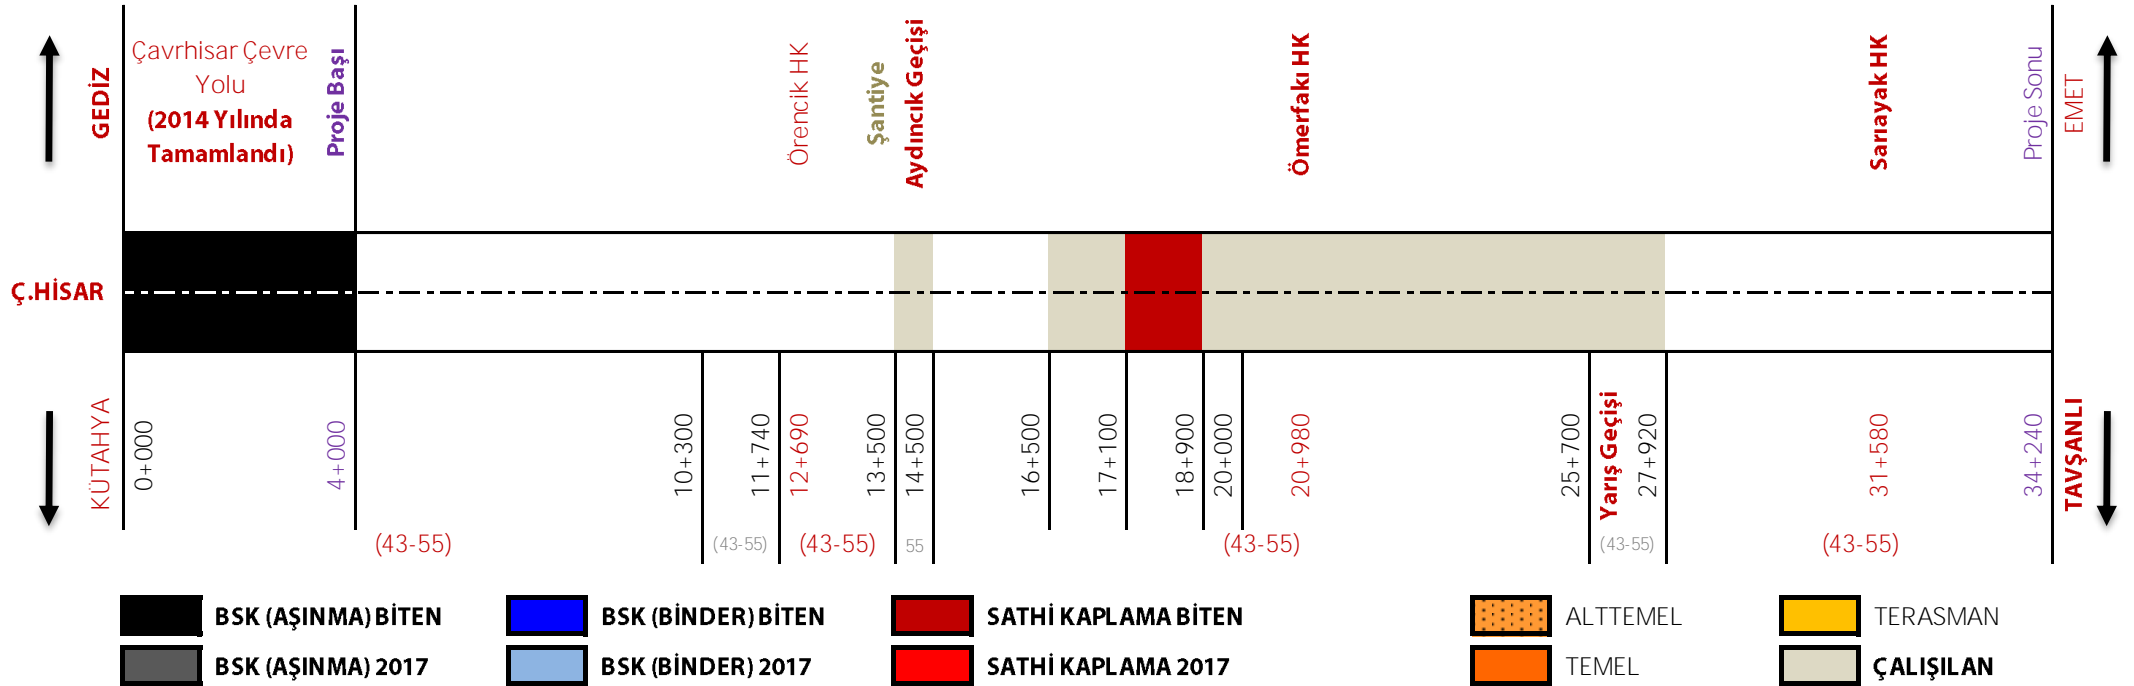 GEDİZ
Çavrhisar Çevre
Yolu
(2014 Yılında
Tamamlandı)
Proje Başı
Örencik HK
Şantiye
Aydıncık Geçişi
Ömerfakı HK
Sarıayak HK
Proje Sonu
EMET
Ç.HİSAR
KÜTAHYA
0+000
4+000
10+300
11+740
12+690
13+500
14+500
16+500
17+100
18+900
20+000
20+980
25+700
Yarış Geçişi
27+920
31+580
34+240
TAVŞANLI
(43-55)
(43-55)
(43-55)
55
(43-55)
(43-55)
(43-55)
BSK (AŞINMA) BİTEN
BSK (BİNDER) BİTEN
SATHİ KAPLAMA BİTEN
ALTTEMEL
TERASMAN
BSK (AŞINMA) 2017
BSK (BİNDER) 2017
SATHİ KAPLAMA 2017
TEMEL
ÇALIŞILAN